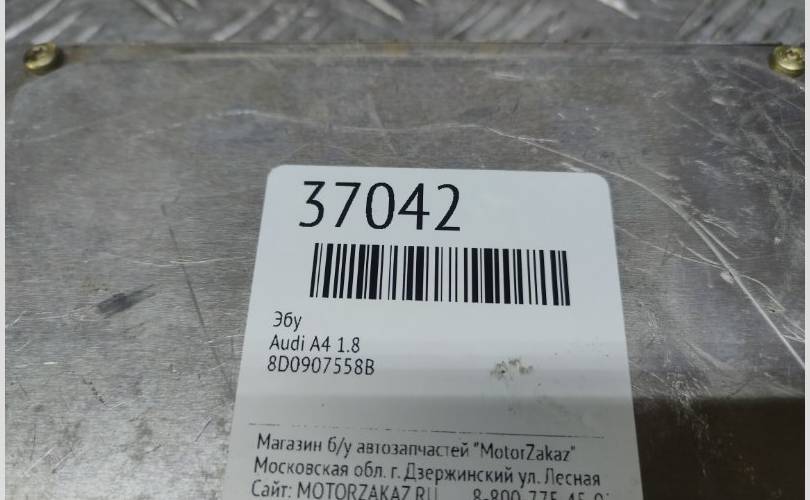 37042
Эбу
Audi A4 1.8
8D0907558B
Магазин б/у автозапчастей "MotorZakaz"
Московская обл. г. Дзержинский ул. Лесная
Сайт: MOTORZAKAZ.RU